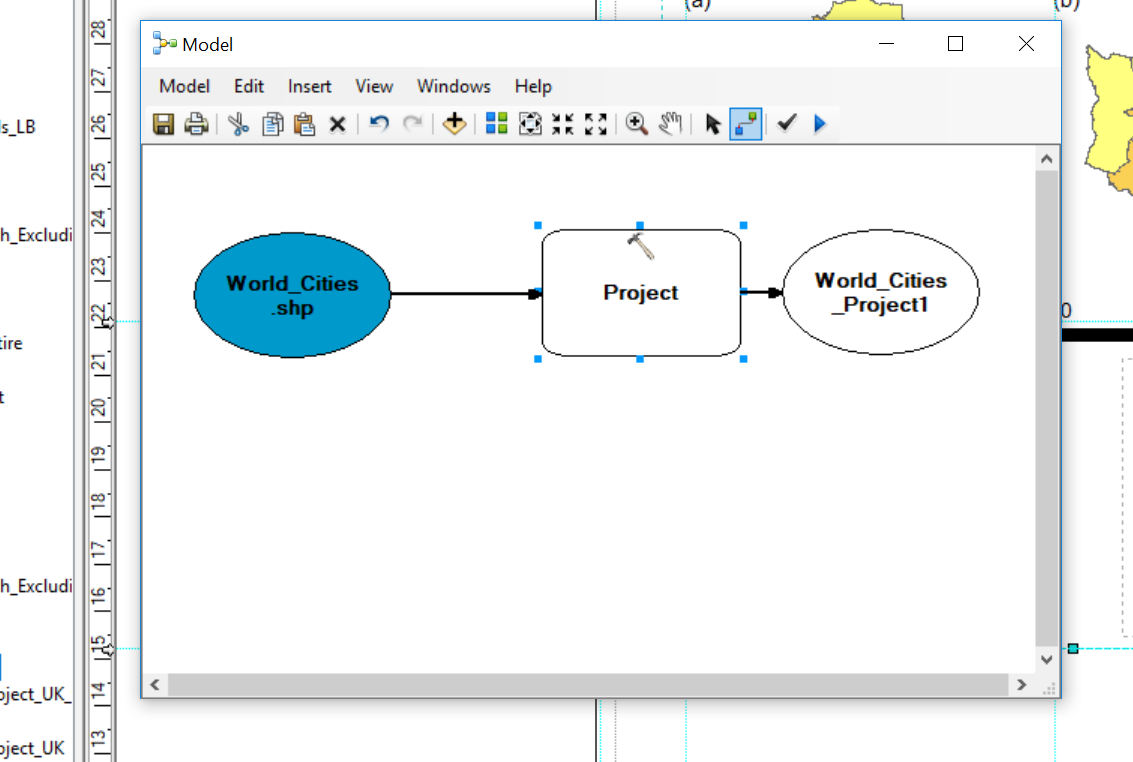 (a)
(b)
Model
Model Edit Insert View Windows Help
World_Cities
.shp
Project
World_Cities
_Project1
ls_LB
h_Excludi
tire
t
h_Excludi
oject_UK_
oject_UK
28
27
26
25
24
23
22
21
20
19
18
17
16
15
14
13
0